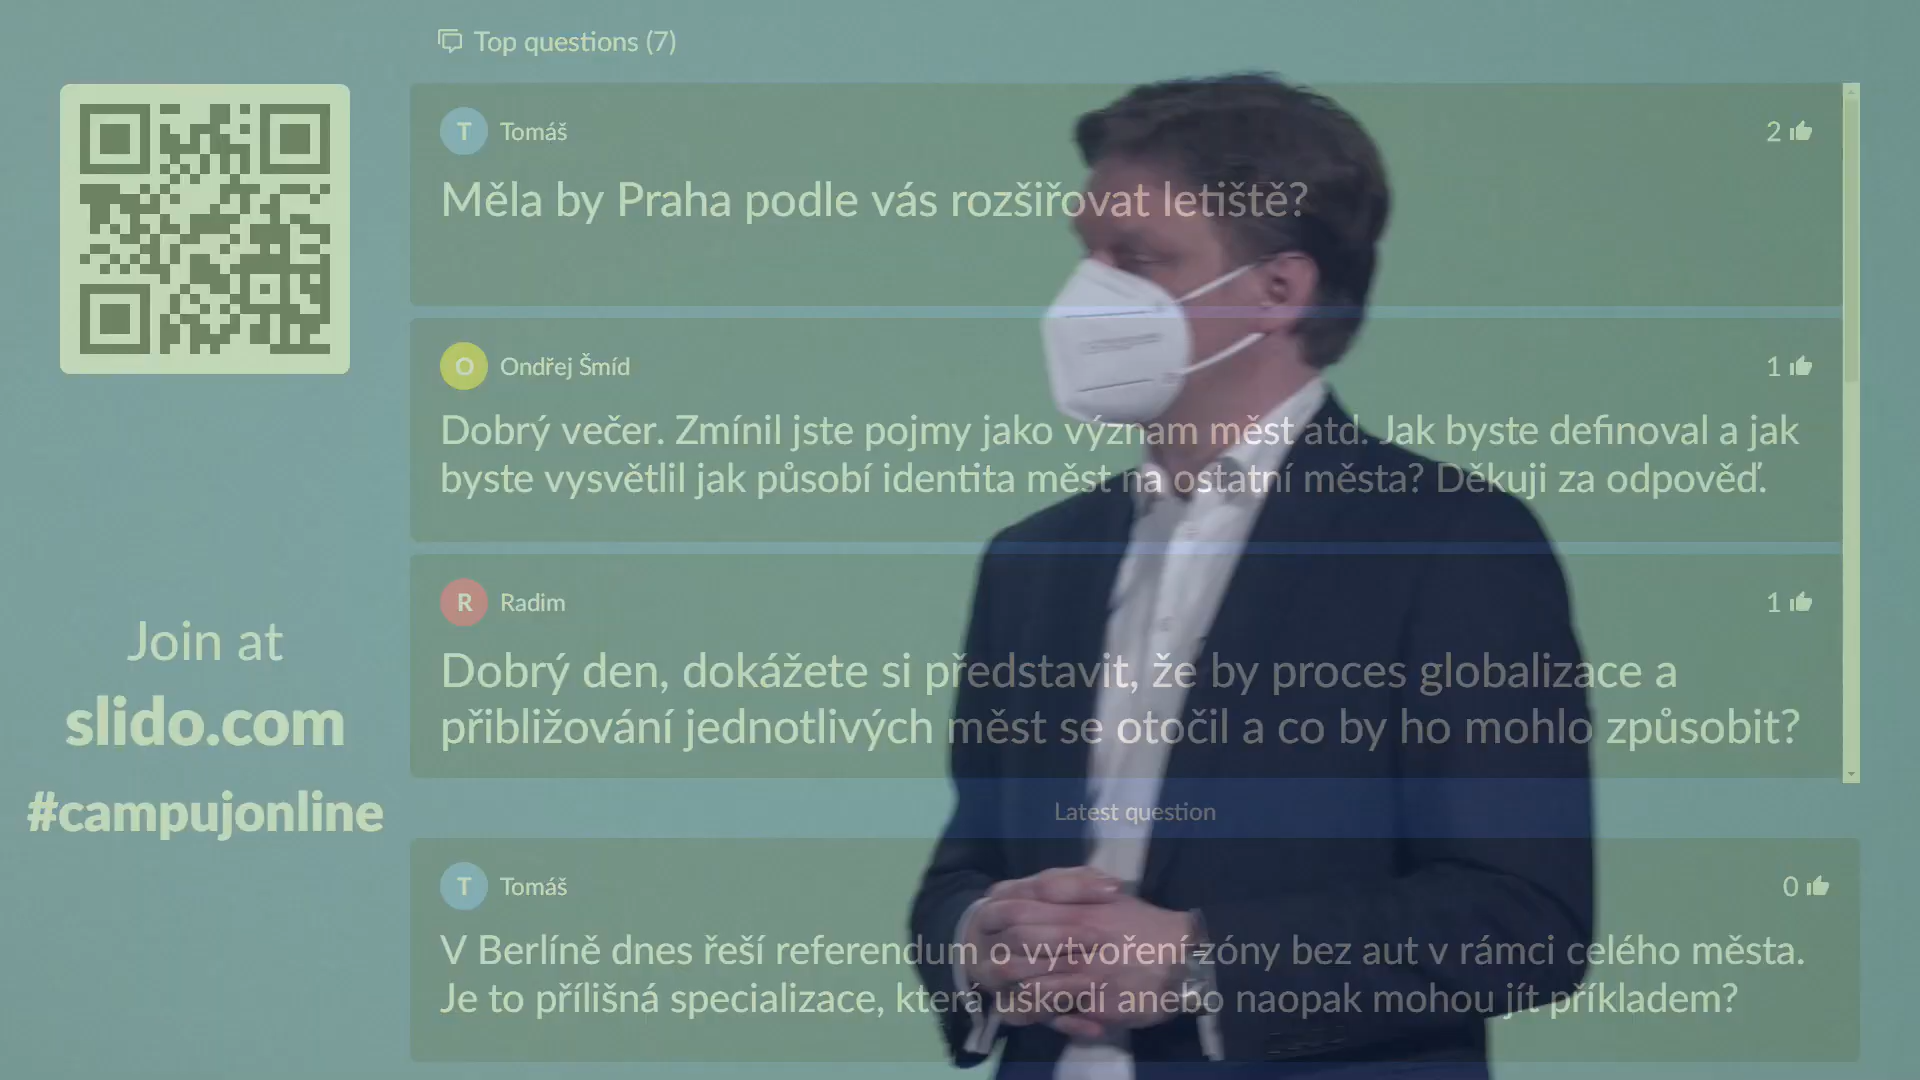 Top questions (7)
T Tomáš 2
Měla by Praha podle vás rozšiřovat letiště?
O Ondřej Šmíd 1
Dobrý večer. Zmínil jste pojmy jako význam měst atd. Jak byste definoval a jak
byste vysvětlil jak působí identita měst na ostatní města? Děkuji za odpověď.
R Radim 1
Dobrý den, dokážete si představit, že by proces globalizace a
přibližování jednotlivých měst se otočil a co by ho mohlo způsobit?
Join at
slido.com
#campujonline
Latest question
T Tomáš 0
V Berlíně dnes řeší referendum o vytvoření zóny bez aut v rámci celého města.
Je to přílišná specializace, která uškodí anebo naopak mohou jít příkladem?